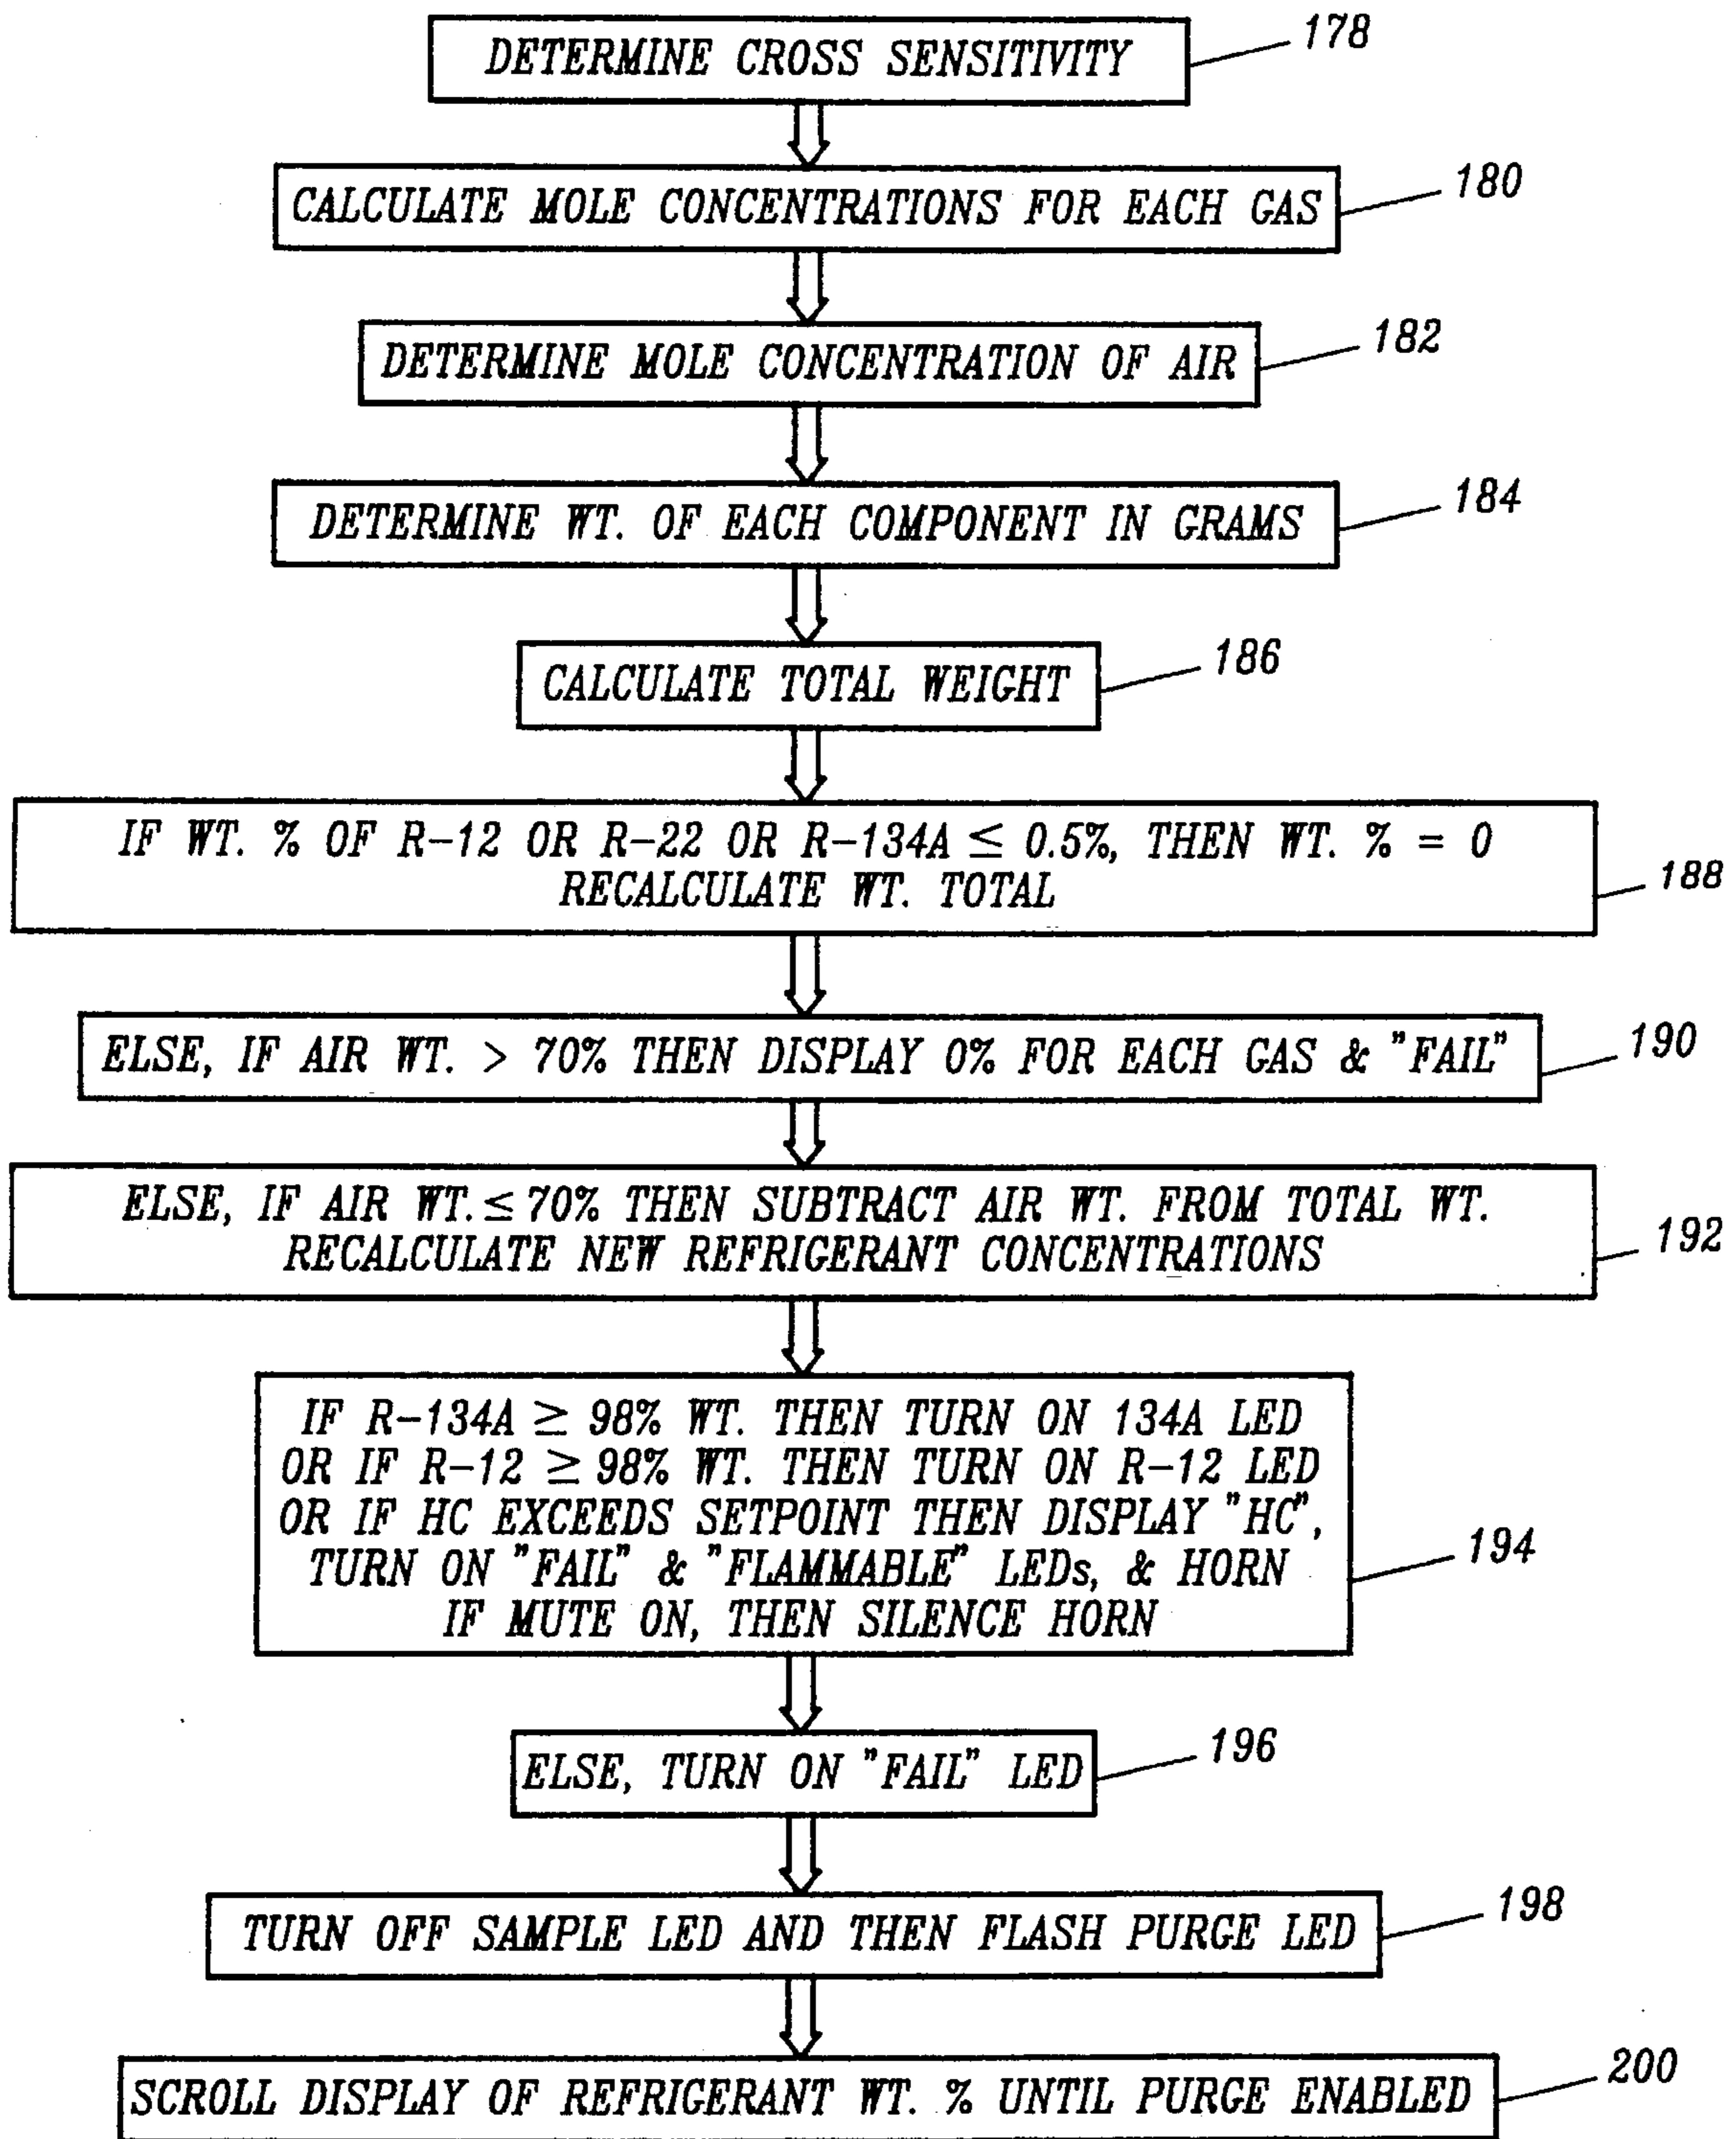 DETERMINE CROSS SENSITIVITY
178
CALCULATE MOLE CONCENTRATIONS FOR EACH GAS
180
DETERMINE MOLE CONCENTRATION OF AIR
182
DETERMINE WT. OF EACH COMPONENT IN GRAMS
184
CALCULATE TOTAL WEIGHT
186
IF WT. % OF R-12 OR R-22 OR R-134A ≤ 0.5%, THEN WT. % = 0
RECALCULATE WT. TOTAL
188
ELSE, IF AIR WT. > 70% THEN DISPLAY 0% FOR EACH GAS & "FAIL"
190
ELSE, IF AIR WT. ≤ 70% THEN SUBTRACT AIR WT. FROM TOTAL WT.
RECALCULATE NEW REFRIGERANT CONCENTRATIONS
192
IF R-134A ≥ 98% WT. THEN TURN ON 134A LED
OR IF R-12 ≥ 98% WT. THEN TURN ON R-12 LED
OR IF HC EXCEEDS SETPOINT THEN DISPLAY "HC",
TURN ON "FAIL" & "FLAMMABLE" LEDs, & HORN
IF MUTE ON, THEN SILENCE HORN
194
ELSE, TURN ON "FAIL" LED
196
TURN OFF SAMPLE LED AND THEN FLASH PURGE LED
198
SCROLL DISPLAY OF REFRIGERANT WT. % UNTIL PURGE ENABLED
200